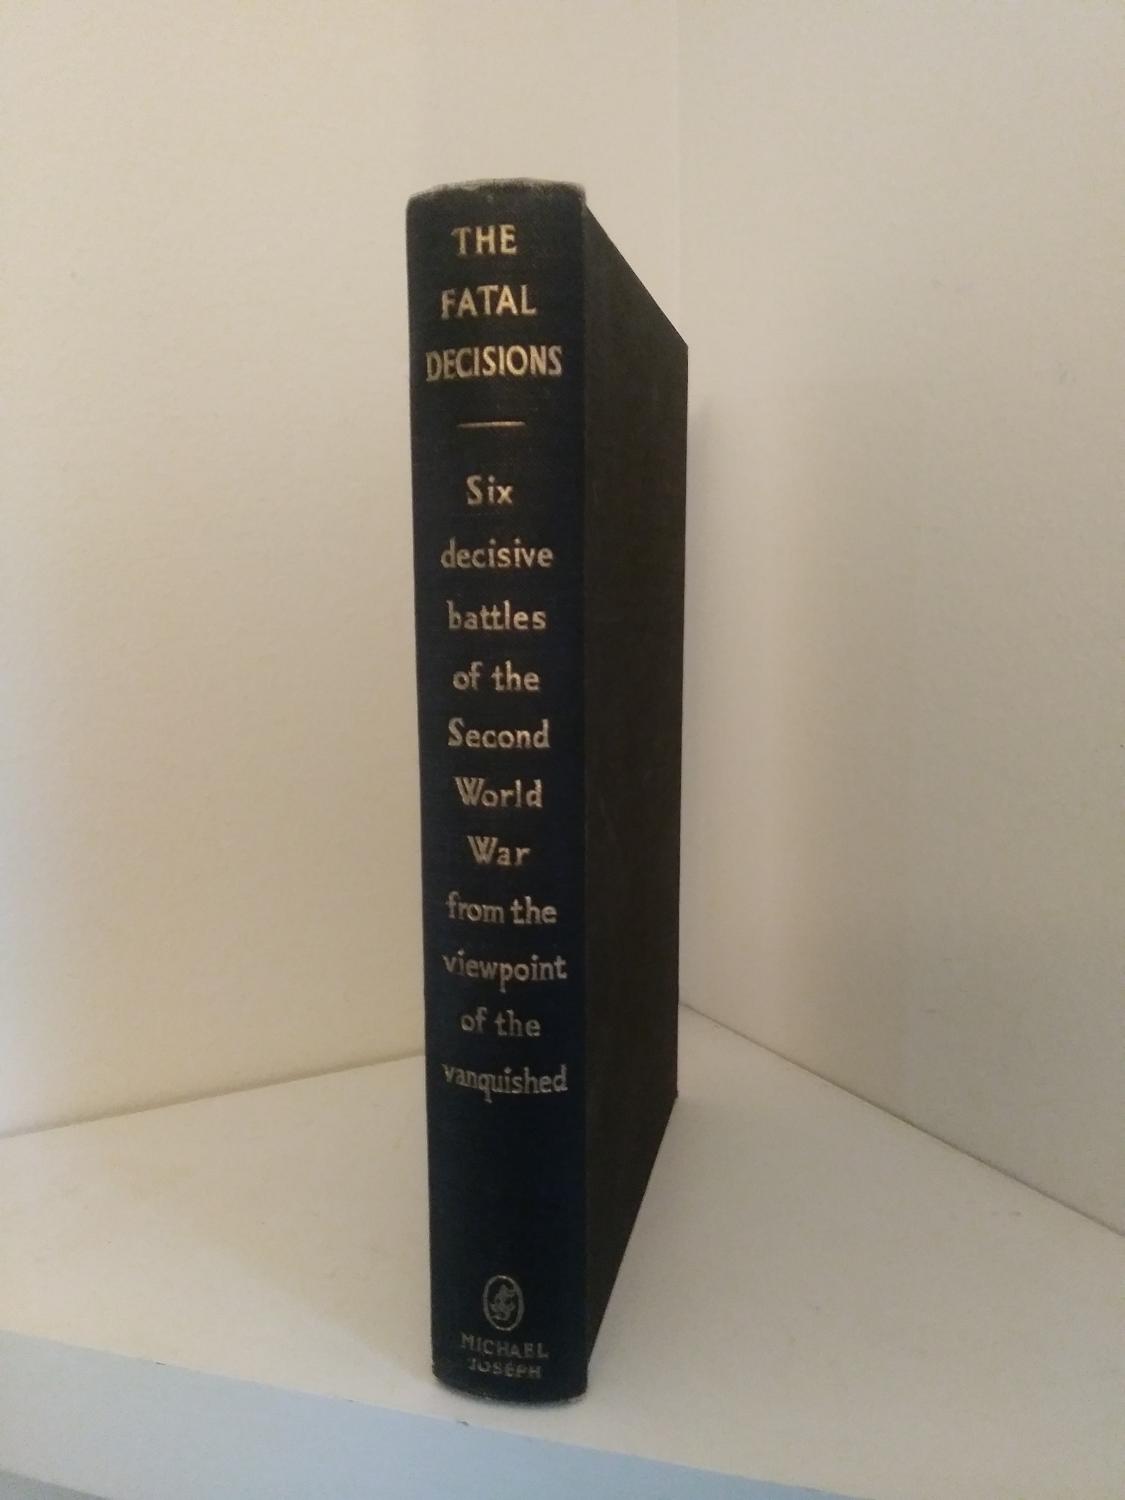 THE
FATAL
DECISIONS
Six
decisive
battles
of the
Second
World
War
from the
viewpoint
of the
vanquished
MICHAEL
JOSEPH